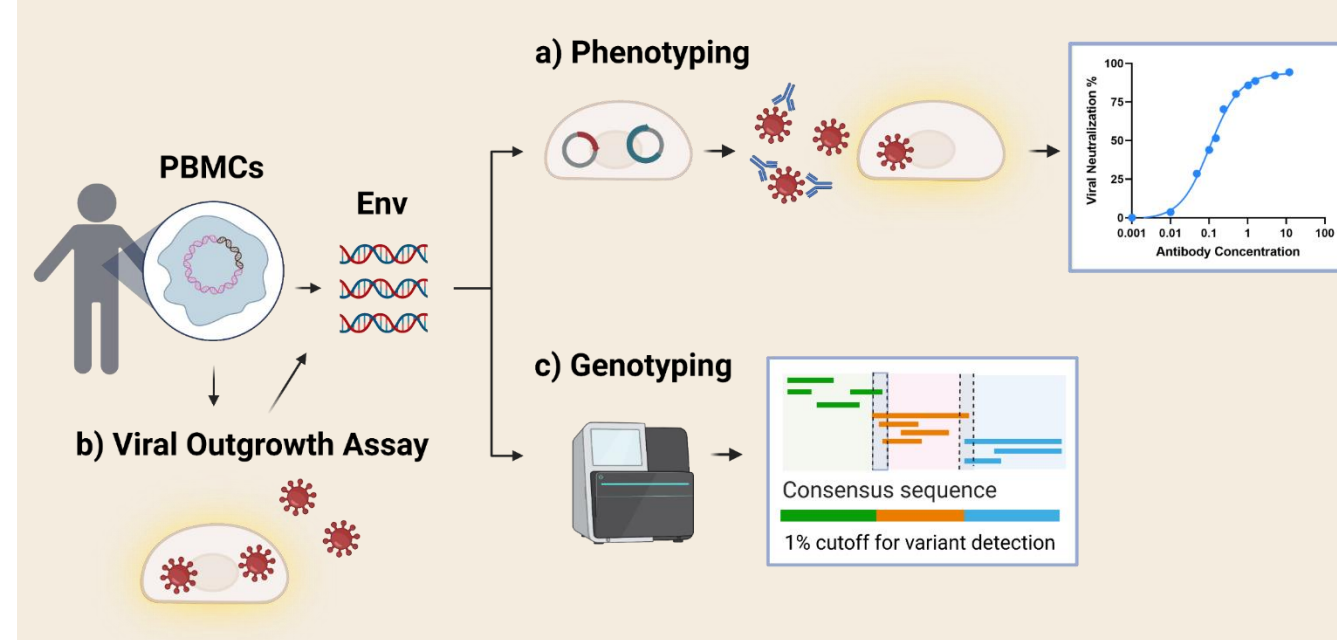 a) Phenotyping
PBMCs
Env
Viral Neutralization %
100
75
50
25
0
0.001 0.01 0.1 1 10 100
Antibody Concentration
b) Viral Outgrowth Assay
c) Genotyping
Consensus sequence
1% cutoff for variant detection